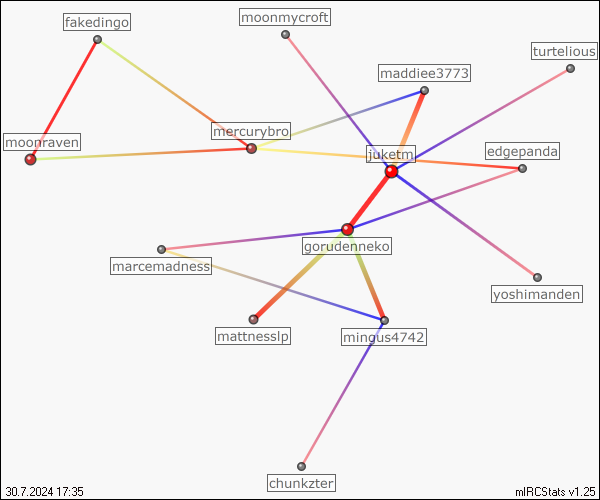 moonmycroft
fakedingo
turtelious
maddiee3773
mercurybro
moonraven
juketm
edgepanda
gorudenneko
marcemadness
yoshimanden
mattnesslp
mingus4742
chunkzter
30.7.2024 17:35
mIRCStats v1.25